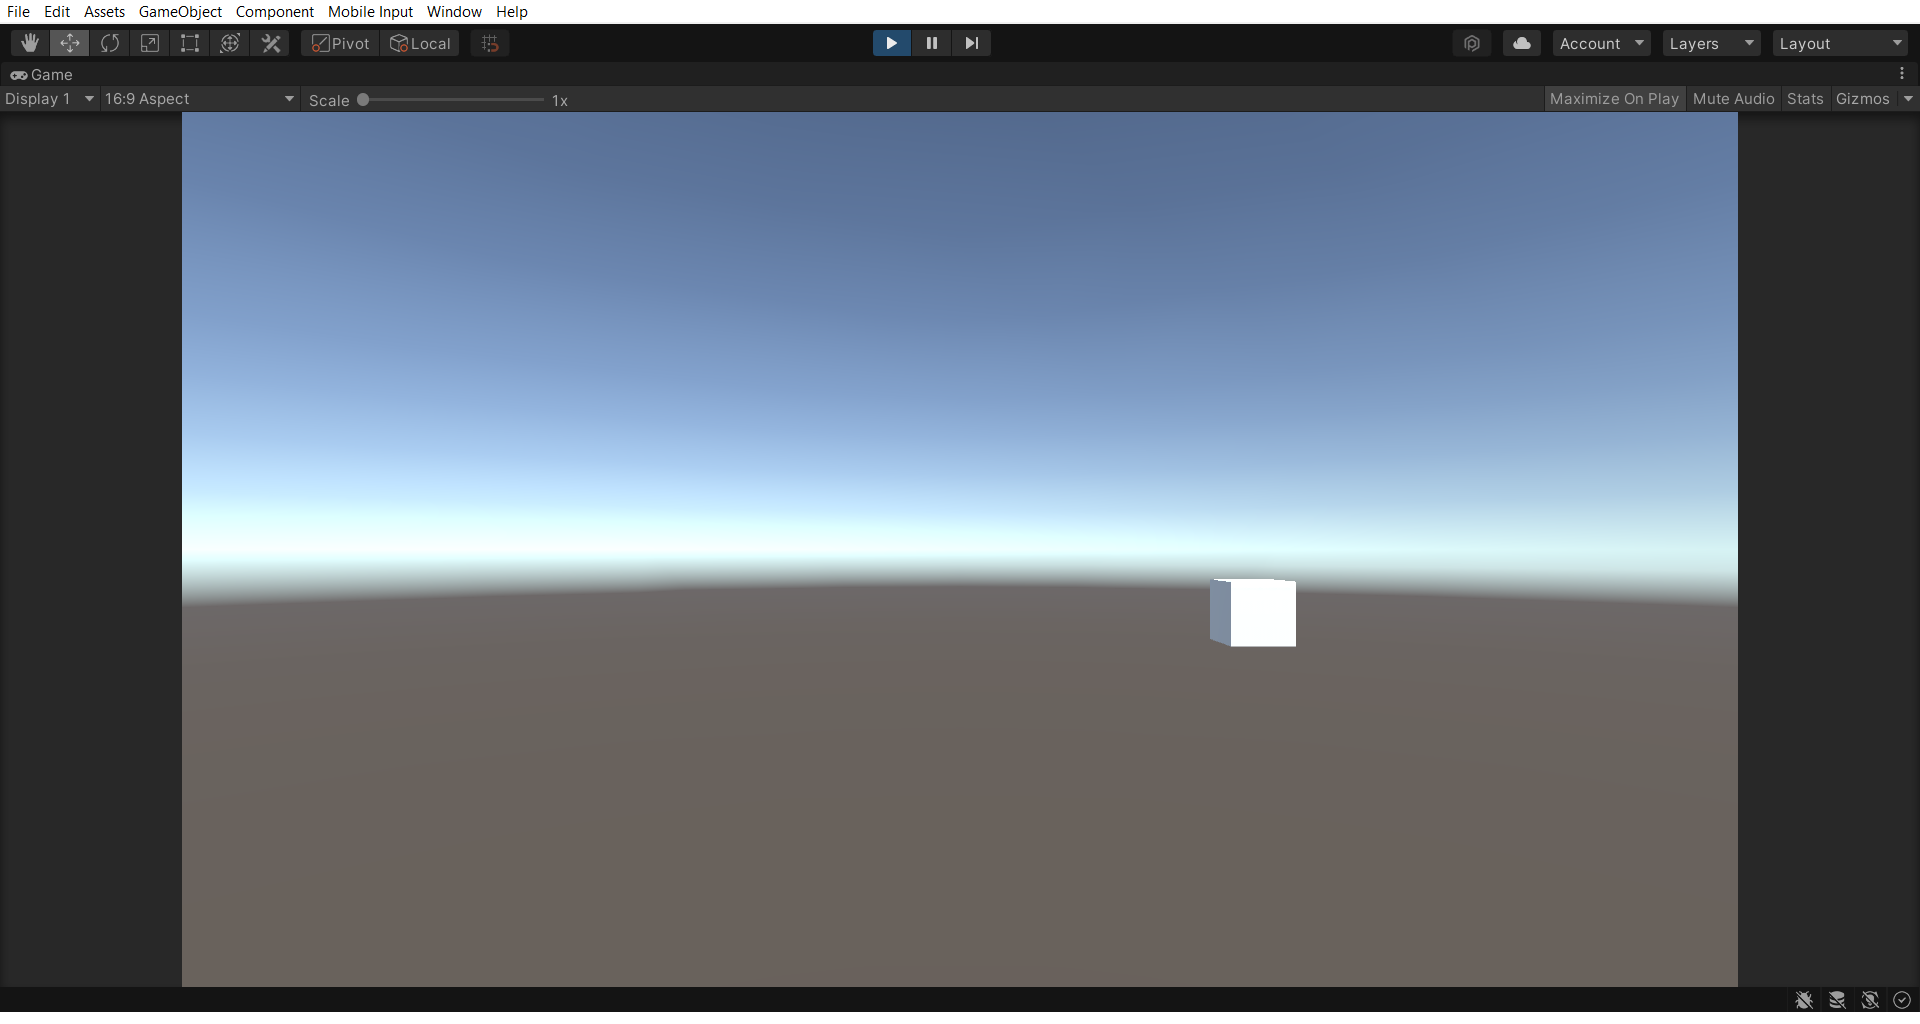 File Edit Assets GameObject Component Mobile Input Window Help
Pivot Local Account Layers Layout
Game
Display 1 16:9 Aspect Scale 1x Maximize On Play Mute Audio Stats Gizmos